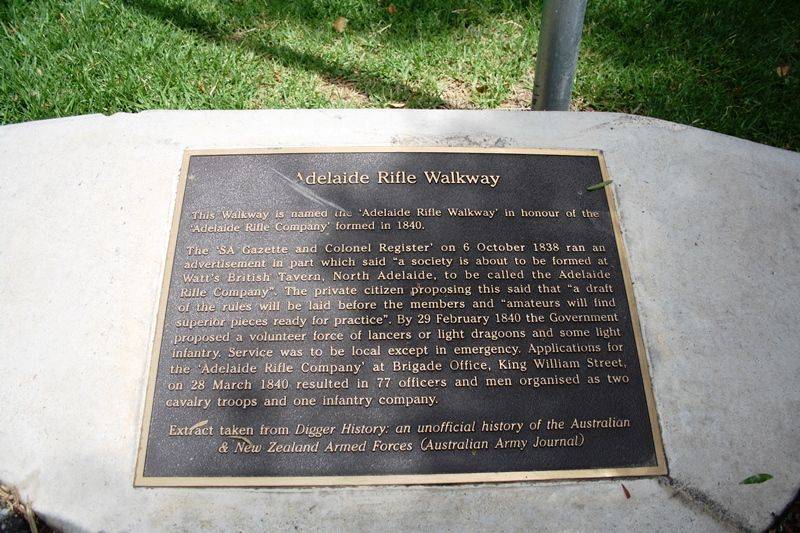 Adelaide Rifle Walkway
This Walkway is named the 'Adelaide Rifle Walkway' in honour of the
'Adelaide Rifle Company' formed in 1840.
The 'SA Gazette and Colonel Register' on 6 October 1838 ran an
advertisement in part which said "a society is about to be formed at
Watt's British Tavern, North Adelaide, to be called the Adelaide
Rifle Company". The private citizen proposing this said that "a draft
of the rules will be laid before the members and "amateurs will find
superior pieces ready for practice". By 29 February 1840 the Government
proposed a volunteer force of lancers or light dragoons and some light
infantry. Service was to be local except in emergency. Applications for
the 'Adelaide Rifle Company' at Brigade Office, King William Street,
on 28 March 1840 resulted in 77 officers and men organised as two
cavalry troops and one infantry company.
Extract taken from Digger History: an unofficial history of the Australian
& New Zealand Armed Forces (Australian Army Journal)